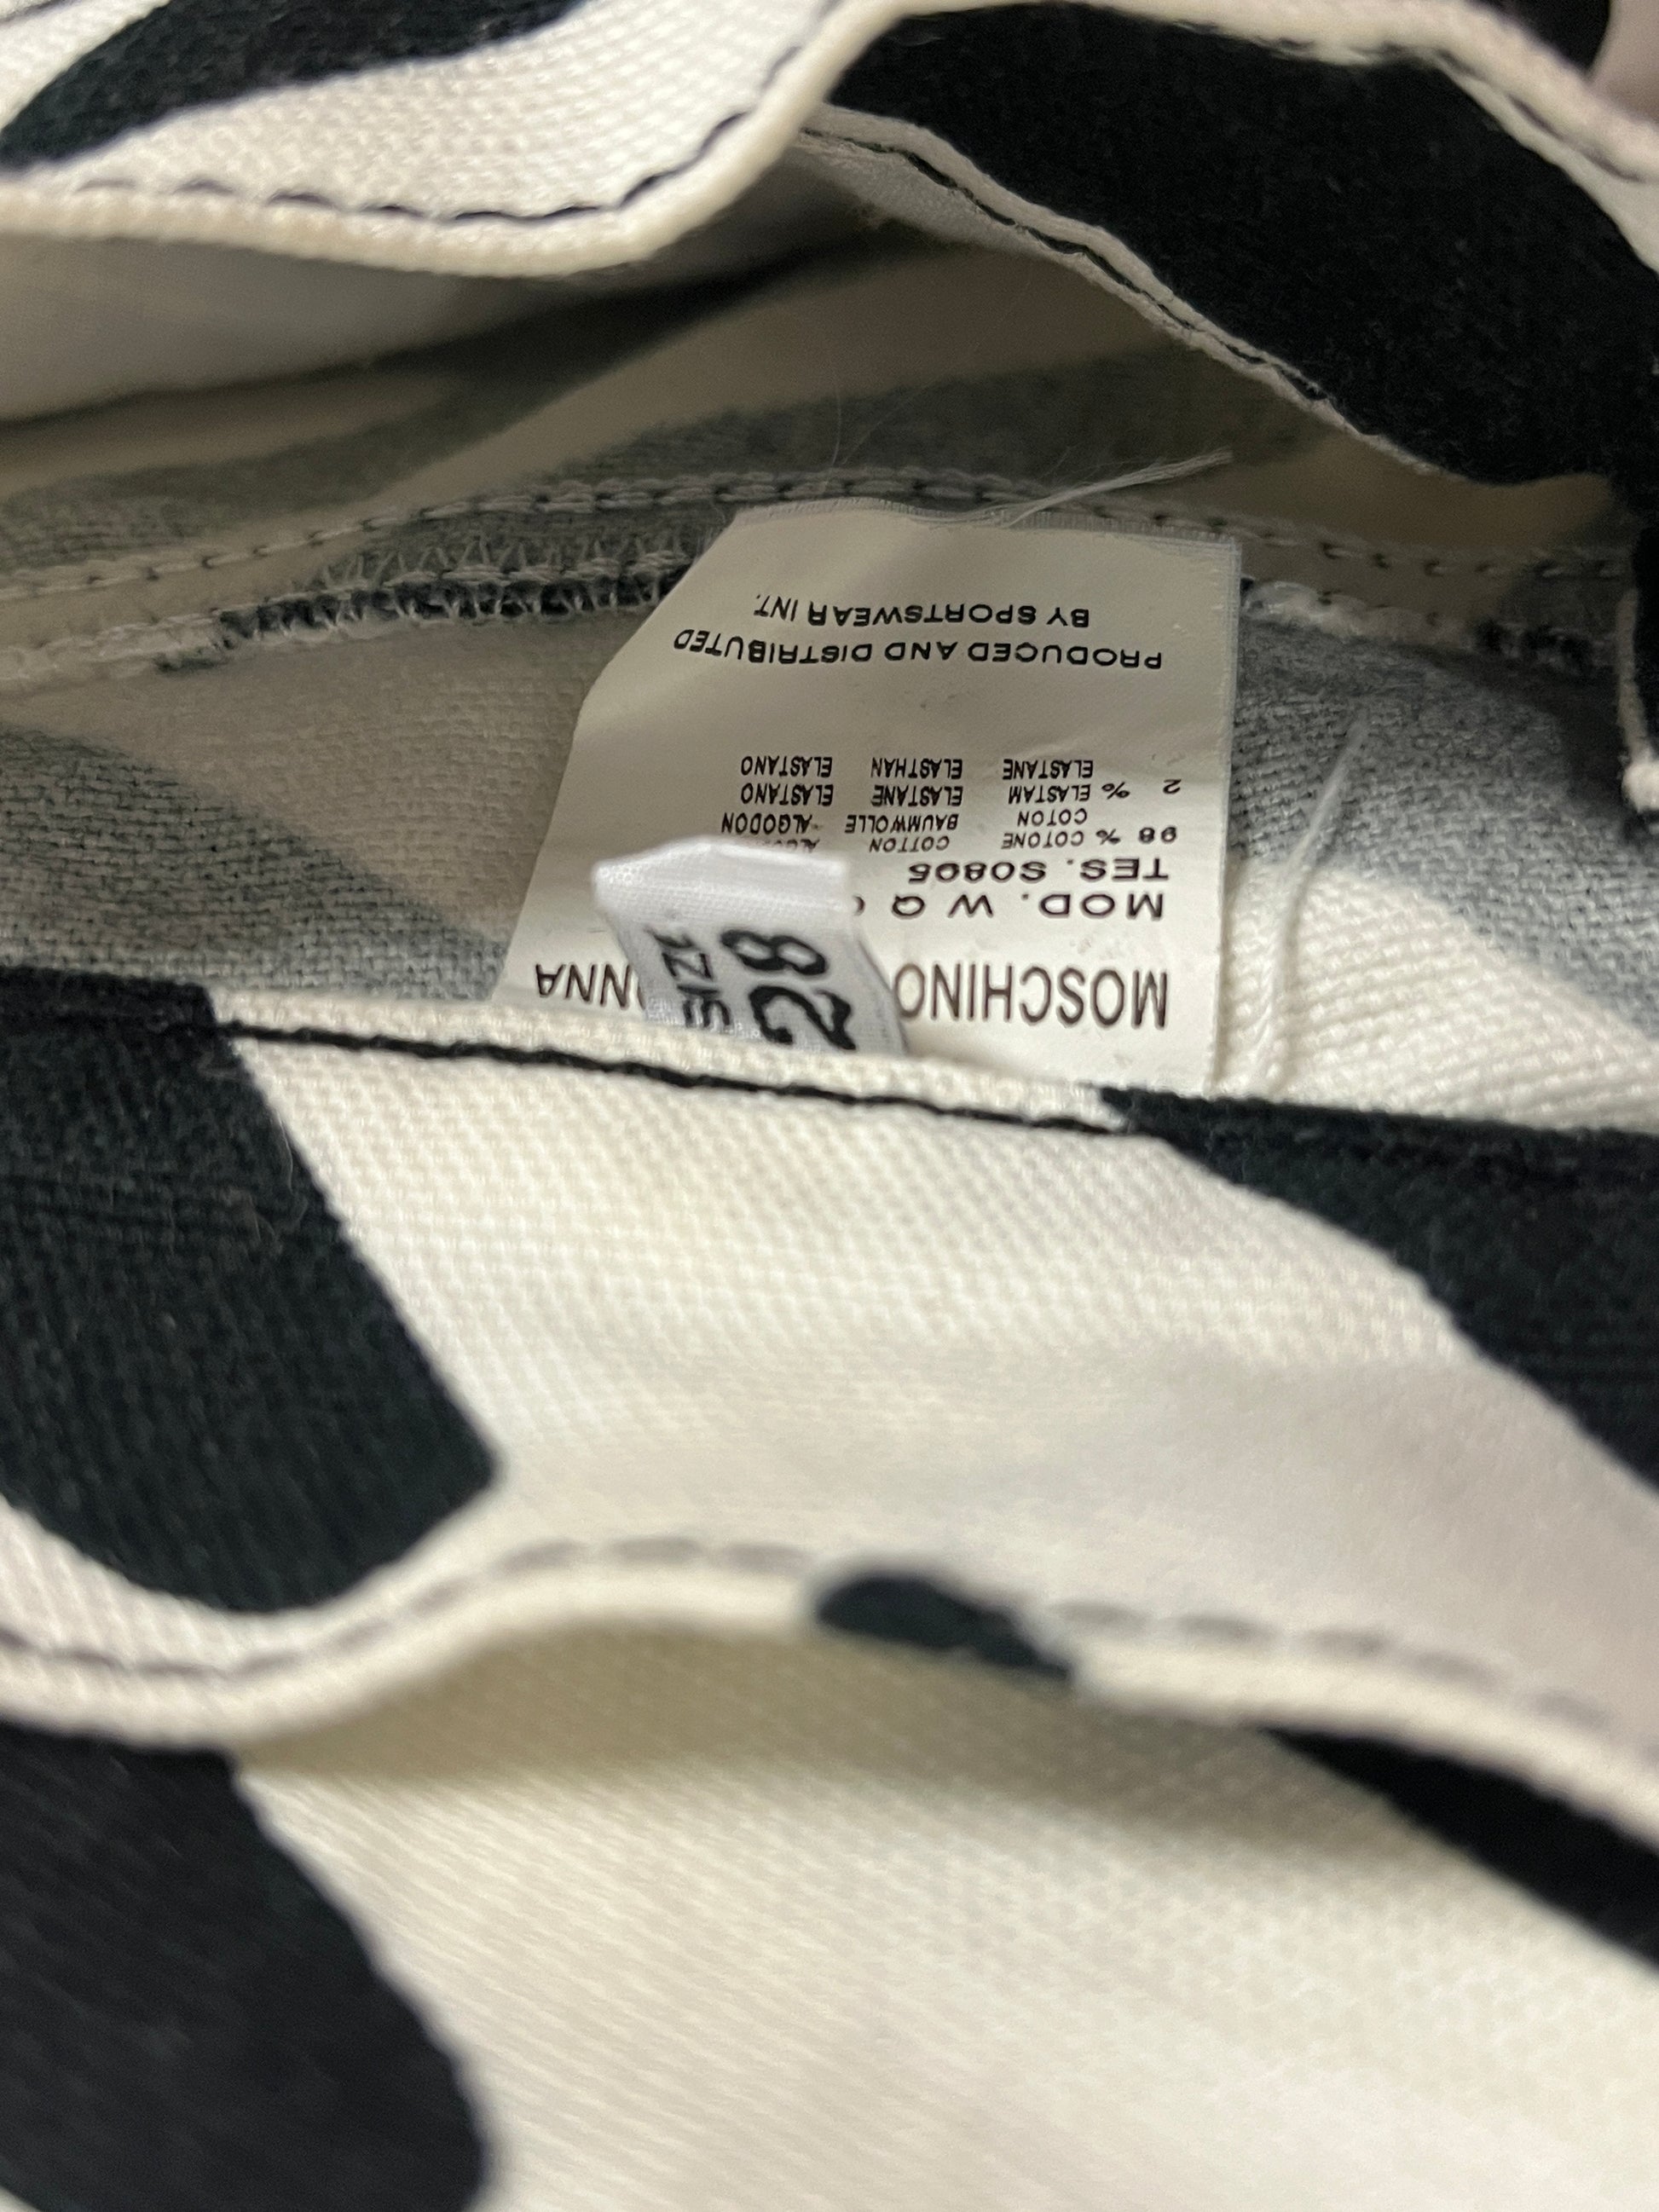 MOSCHINO
MOD. W Q
TES. S0805
98 % COTONE COTTON
COTON BAUMWOLLE ALGODON
2 % ELASTAM ELASTANE ELASTANO
ELASTANE ELASTHAN ELASTANO
PRODUCED AND DISTRIBUTED
BY SPORTSWEAR INT.
SIZE
28